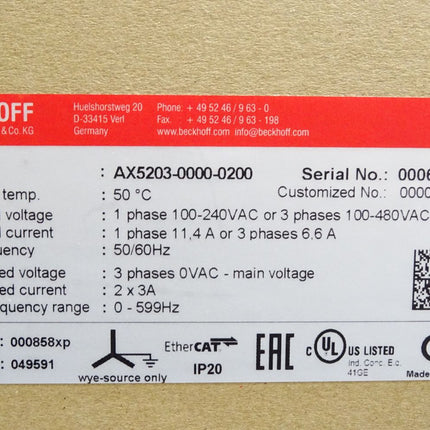 OFF
& Co. KG
Huelshorstweg 20
D-33415 Verl
Germany
Phone: + 49 52 46 / 9 63 - 0
Fax. : + 49 52 46 / 9 63 - 198
www.beckhoff.com info@beckhoff.com
: AX5203-0000-0200 Serial No.: 0006
temp. : 50 °C Customized No.: 0000
voltage : 1 phase 100-240VAC or 3 phases 100-480VAC
current : 1 phase 11,4 A or 3 phases 6,6 A
uency : 50/60Hz
ed voltage : 3 phases 0VAC - main voltage
ed current : 2 x 3A
equency range : 0 - 599Hz
: 000858xp
: 049591
wye-source only
EtherCAT
IP20
EAC
C UL US LISTED
Ind. Conc. E.c.
41GE
Made